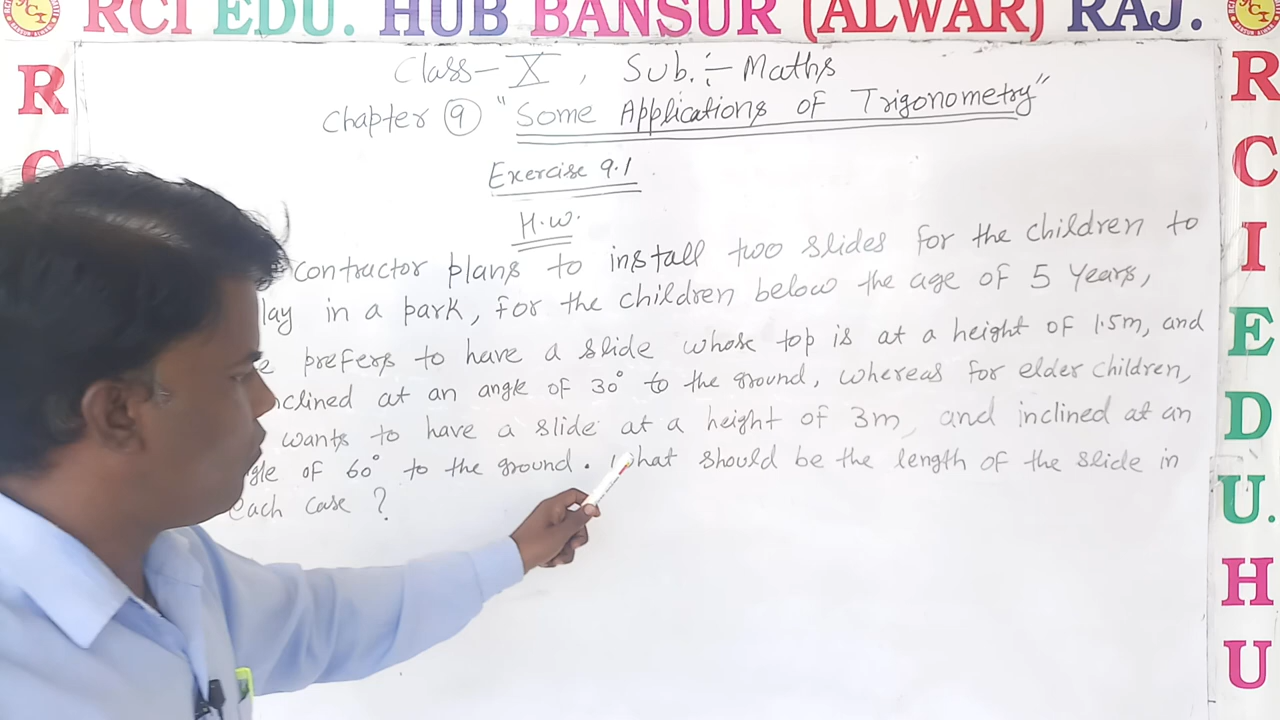 RCI EDU. HUB BANSUR (ALWAR) RAJ.
Class-X, Sub.:- Maths
Chapter 9 "Some Applications of Trigonometry"
Exercise 9.1
H.W.
contractor plans to install two slides for the children to
lay in a park, for the children below the age of 5 years,
e prefers to have a slide whose top is at a height of 1.5m, and
clined at an angle of 30° to the ground, whereas for elder children,
wants to have a slide at a height of 3m, and inclined at an
gle of 60° to the ground. What should be the length of the slide in
each case ?
R
C
R
C
I
E
D
U.
H
U